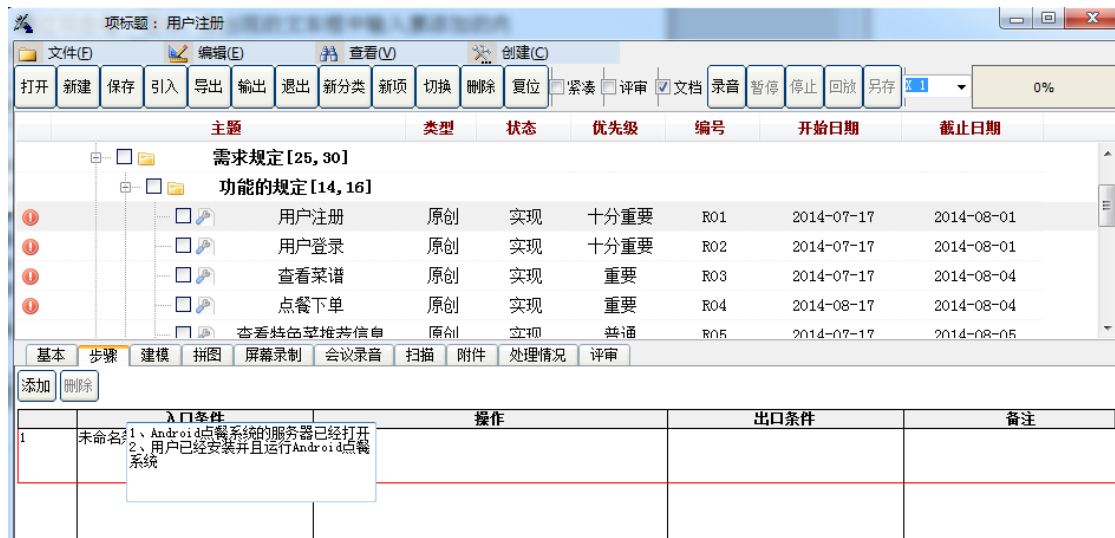 项标题： 用户注册
文件(F) 编辑(E) 查看(V) 创建(C)
打开 新建 保存 引入 导出 输出 退出 新分类 新项 切换 删除 复位 紧凑 评审 文档 录音 暂停 停止 回放 另存 X 1 0%
主题 类型 状态 优先级 编号 开始日期 截止日期
需求规定[25,30]
功能的规定[14,16]
用户注册 原创 实现 十分重要 R01 2014-07-17 2014-08-01
用户登录 原创 实现 十分重要 R02 2014-07-17 2014-08-01
查看菜谱 原创 实现 重要 R03 2014-07-17 2014-08-04
点餐下单 原创 实现 重要 R04 2014-08-17 2014-08-04
查看特色菜推荐信息 原创 实现 普通 R05 2014-07-17 2014-08-05
基本 步骤 建模 拼图 屏幕录制 会议录音 扫描 附件 处理情况 评审
添加 删除
入口条件 操作 出口条件 备注
1 未命名
1、Android点餐系统的服务器已经打开
2、用户已经安装并且运行Android点餐
系统